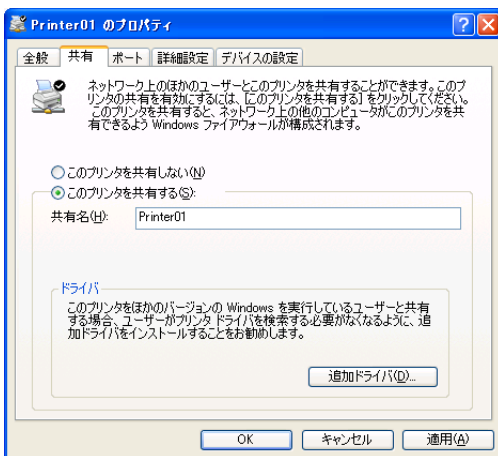 Printer01 のプロパティ
全般 共有 ポート 詳細設定 デバイスの設定
ネットワーク上のほかのユーザーとこのプリンタを共有することができます。このプ
リンタの共有を有効にするには、[このプリンタを共有する] をクリックしてください。
このプリンタを共有すると、ネットワーク上の他のコンピュータがこのプリンタを共
有できるよう Windows ファイアウォールが構成されます。
このプリンタを共有しない(N)
このプリンタを共有する(S):
共有名(H): Printer01
ドライバ
このプリンタをほかのバージョンの Windows を実行しているユーザーと共有
する場合、ユーザーがプリンタ ドライバを検索する必要がなくなるように、追
加ドライバをインストールすることをお勧めします。
追加ドライバ(D)...
OK キャンセル 適用(A)